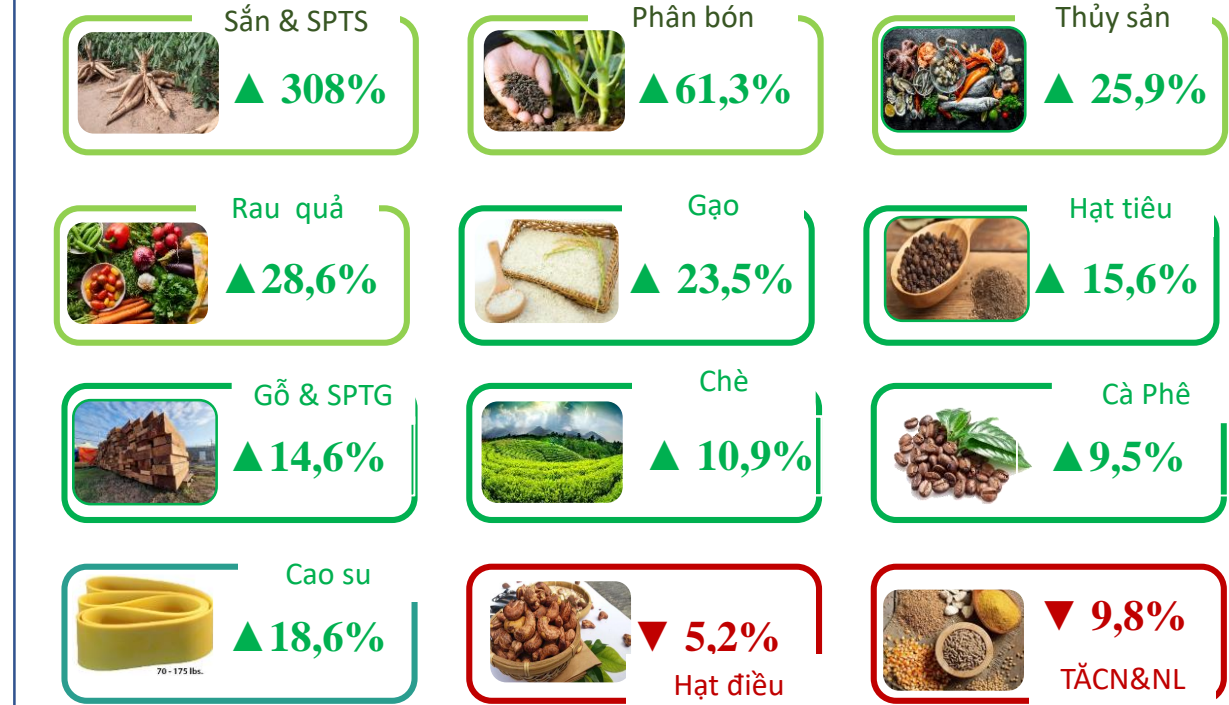 Sắn & SPTS
▲ 308%
Phân bón
▲61,3%
Thủy sản
▲ 25,9%
Rau quả
▲28,6%
Gạo
▲ 23,5%
Hạt tiêu
▲ 15,6%
Gỗ & SPTG
▲14,6%
Chè
▲ 10,9%
Cà Phê
▲9,5%
Cao su
▲18,6%
70 - 175 lbs.
▼ 5,2%
Hạt điều
▼ 9,8%
TĂCN&NL